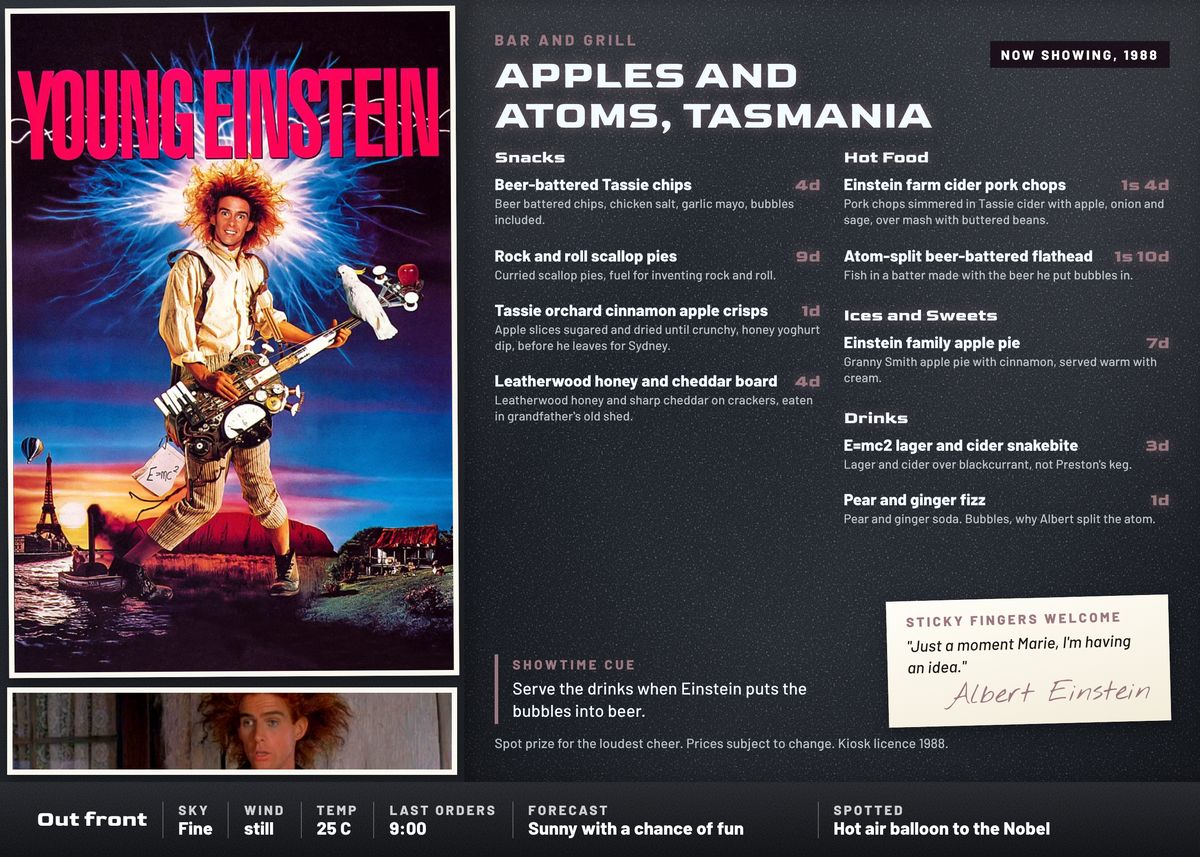 YOUNG EINSTEIN
E=mc²
BAR AND GRILL
APPLES AND
ATOMS, TASMANIA
NOW SHOWING, 1988
Snacks
Beer-battered Tassie chips 4d
Beer battered chips, chicken salt, garlic mayo, bubbles
included.
Rock and roll scallop pies 9d
Curried scallop pies, fuel for inventing rock and roll.
Tassie orchard cinnamon apple crisps 1d
Apple slices sugared and dried until crunchy, honey yoghurt
dip, before he leaves for Sydney.
Leatherwood honey and cheddar board 4d
Leatherwood honey and sharp cheddar on crackers, eaten
in grandfather's old shed.
Hot Food
Einstein farm cider pork chops 1s 4d
Pork chops simmered in Tassie cider with apple, onion and
sage, over mash with buttered beans.
Atom-split beer-battered flathead 1s 10d
Fish in a batter made with the beer he put bubbles in.
Ices and Sweets
Einstein family apple pie 7d
Granny Smith apple pie with cinnamon, served warm with
cream.
Drinks
E=mc2 lager and cider snakebite 3d
Lager and cider over blackcurrant, not Preston's keg.
Pear and ginger fizz 1d
Pear and ginger soda. Bubbles, why Albert split the atom.
STICKY FINGERS WELCOME
"Just a moment Marie, I'm having
an idea."
Albert Einstein
SHOWTIME CUE
Serve the drinks when Einstein puts the
bubbles into beer.
Spot prize for the loudest cheer. Prices subject to change. Kiosk licence 1988.
Out front
SKY
Fine
WIND
still
TEMP
25 C
LAST ORDERS
9:00
FORECAST
Sunny with a chance of fun
SPOTTED
Hot air balloon to the Nobel